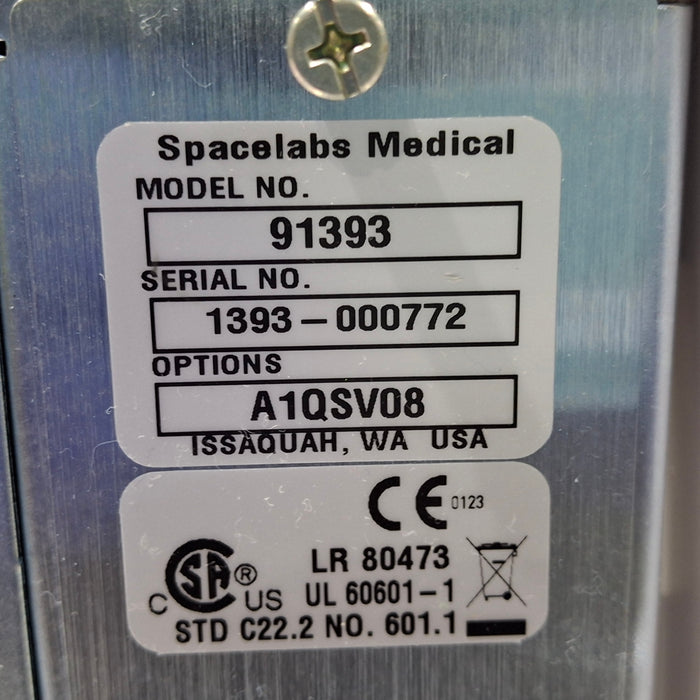 Spacelabs Medical
MODEL NO.
91393
SERIAL NO.
1393-000772
OPTIONS
A1QSV08
ISSAQUAH, WA USA
CE 0123
LR 80473
C SA ® US UL 60601-1
STD C22.2 NO. 601.1